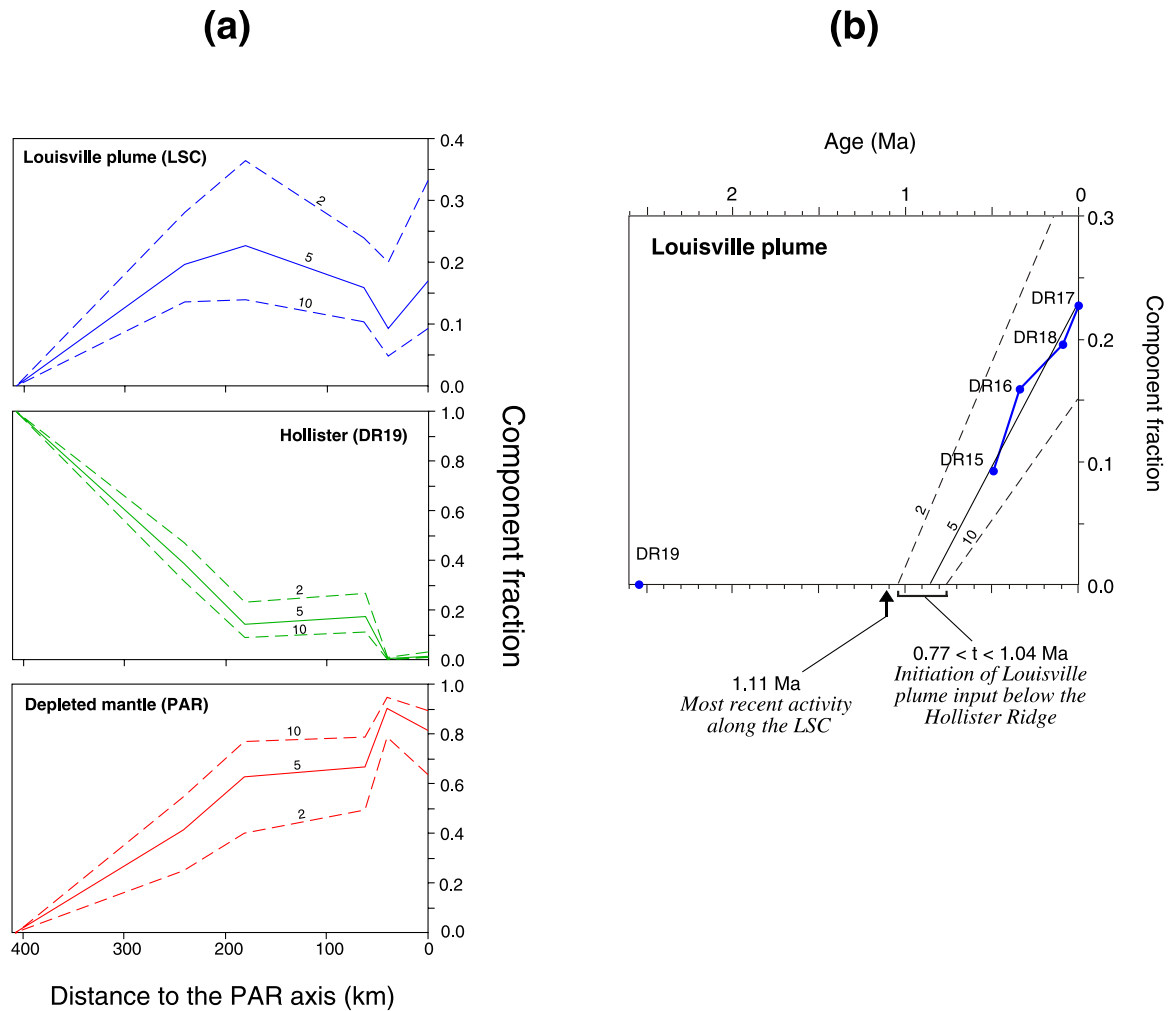 (a)
Louisville plume (LSC)
2
5
10
0.4
0.3
0.2
0.1
0.0
Hollister (DR19)
2
5
10
1.0
0.8
0.6
0.4
0.2
0.0
Depleted mantle (PAR)
10
5
2
1.0
0.8
0.6
0.4
0.2
0.0
400 300 200 100 0
Distance to the PAR axis (km)
Component fraction
(b)
Age (Ma)
2 1 0
Louisville plume
0.3
0.2
0.1
0.0
Component fraction
DR17
DR18
DR16
DR15
DR19
2
5
10
1.11 Ma
Most recent activity
along the LSC
0.77 < t < 1.04 Ma
Initiation of Louisville
plume input below the
Hollister Ridge